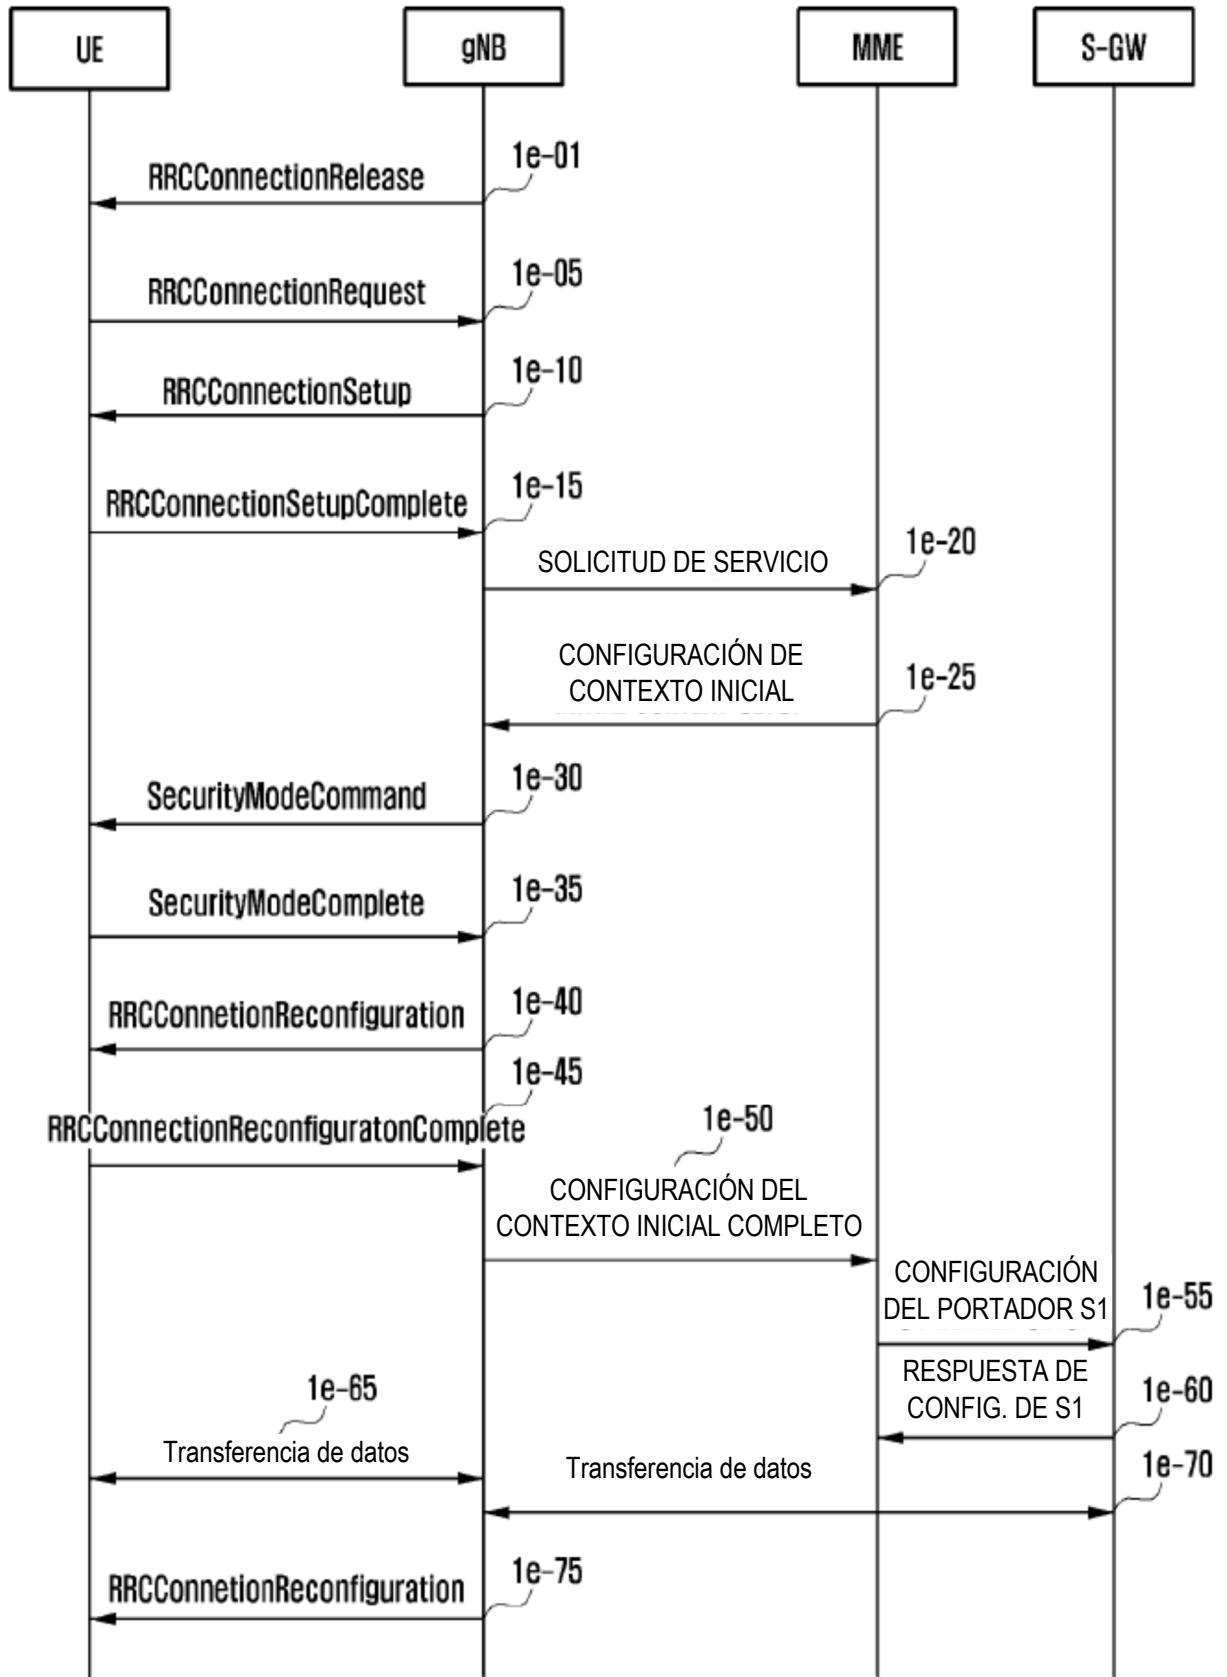 UE
gNB
MME
S-GW
1e-01
RRCConnectionRelease
1e-05
RRCConnectionRequest
1e-10
RRCConnectionSetup
1e-15
RRCConnectionSetupComplete
1e-20
SOLICITUD DE SERVICIO
CONFIGURACIÓN DE
CONTEXTO INICIAL
1e-25
1e-30
SecurityModeCommand
1e-35
SecurityModeComplete
1e-40
RRCConnetionReconfiguration
1e-45
RRCConnectionReconfiguratonComplete
1e-50
CONFIGURACIÓN DEL
CONTEXTO INICIAL COMPLETO
CONFIGURACIÓN
DEL PORTADOR S1
1e-55
RESPUESTA DE
CONFIG. DE S1
1e-60
1e-65
Transferencia de datos
Transferencia de datos
1e-70
1e-75
RRCConnetionReconfiguration